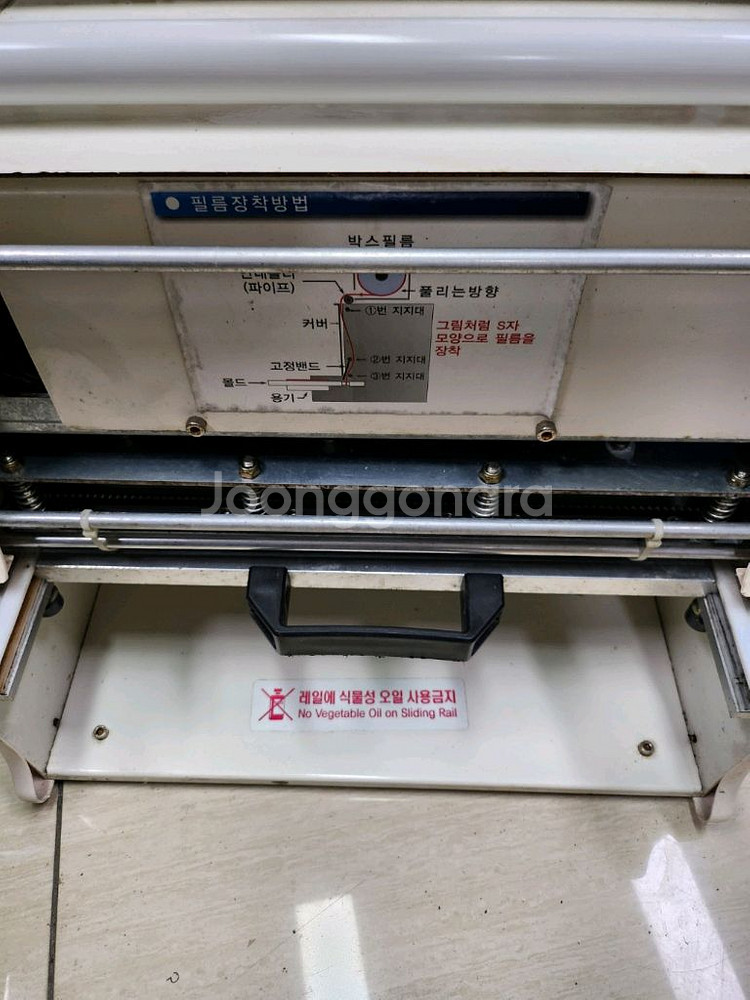 필름장착방법
박스필름
(파이프)
풀리는방향
①번 지지대
커버
그림처럼 S자
모양으로 필름을
장착
②번 지지대
고정밴드
③번 지지대
몰드
용기
Joonggonara
레일에 식물성 오일 사용금지
No Vegetable Oil on Sliding Rail